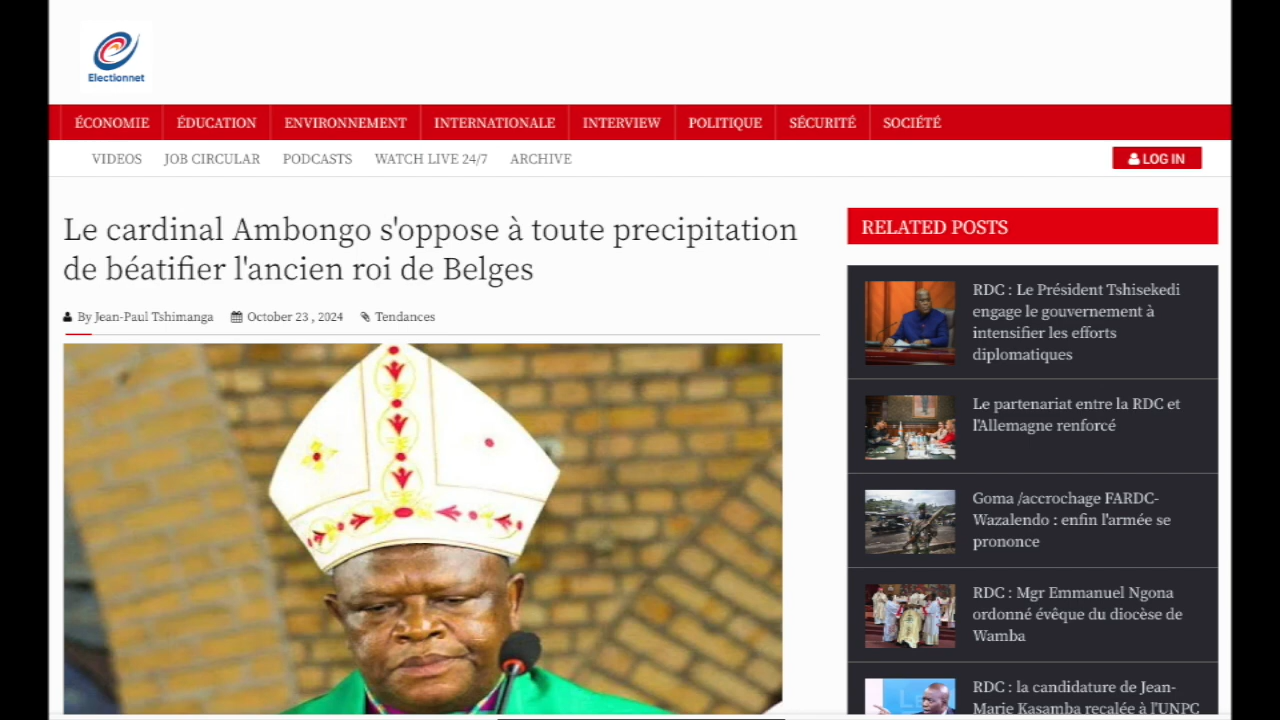 Electionnet
ÉCONOMIE ÉDUCATION ENVIRONNEMENT INTERNATIONALE INTERVIEW POLITIQUE SÉCURITÉ SOCIÉTÉ
VIDEOS JOB CIRCULAR PODCASTS WATCH LIVE 24/7 ARCHIVE LOG IN
Le cardinal Ambongo s'oppose à toute precipitation
de béatifier l'ancien roi de Belges
By Jean-Paul Tshimanga October 23 , 2024 Tendances
RELATED POSTS
RDC : Le Président Tshisekedi
engage le gouvernement à
intensifier les efforts
diplomatiques
Le partenariat entre la RDC et
l'Allemagne renforcé
Goma /accrochage FARDC-
Wazalendo : enfin l'armée se
prononce
RDC : Mgr Emmanuel Ngona
ordonné évêque du diocèse de
Wamba
RDC : la candidature de Jean-
Marie Kasamba recalée à l'UNPC